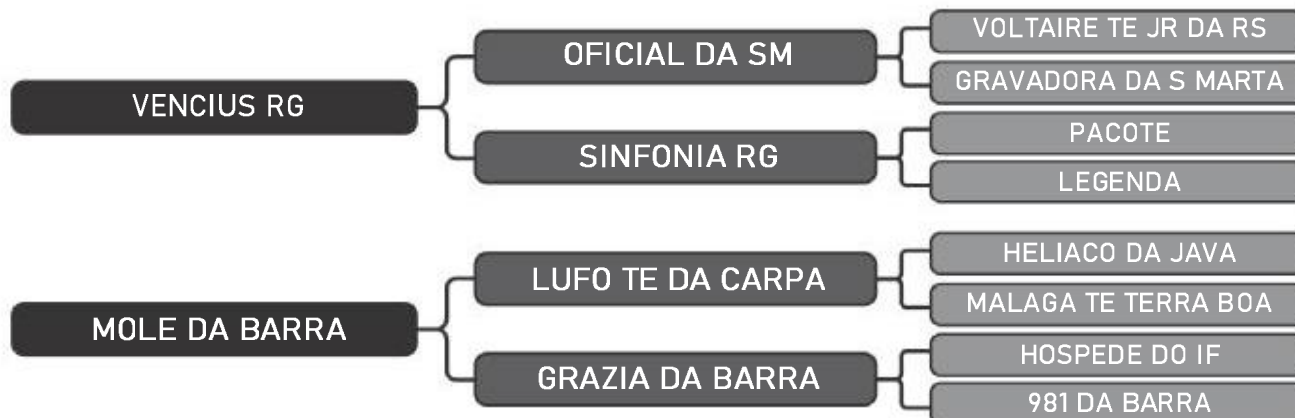 VENCIUS RG
OFICIAL DA SM
VOLTAIRE TE JR DA RS
GRAVADORA DA S MARTA
SINFONIA RG
PACOTE
LEGENDA
MOLE DA BARRA
LUFO TE DA CARPA
HELIACO DA JAVA
MALAGA TE TERRA BOA
GRAZIA DA BARRA
HOSPEDE DO IF
981 DA BARRA